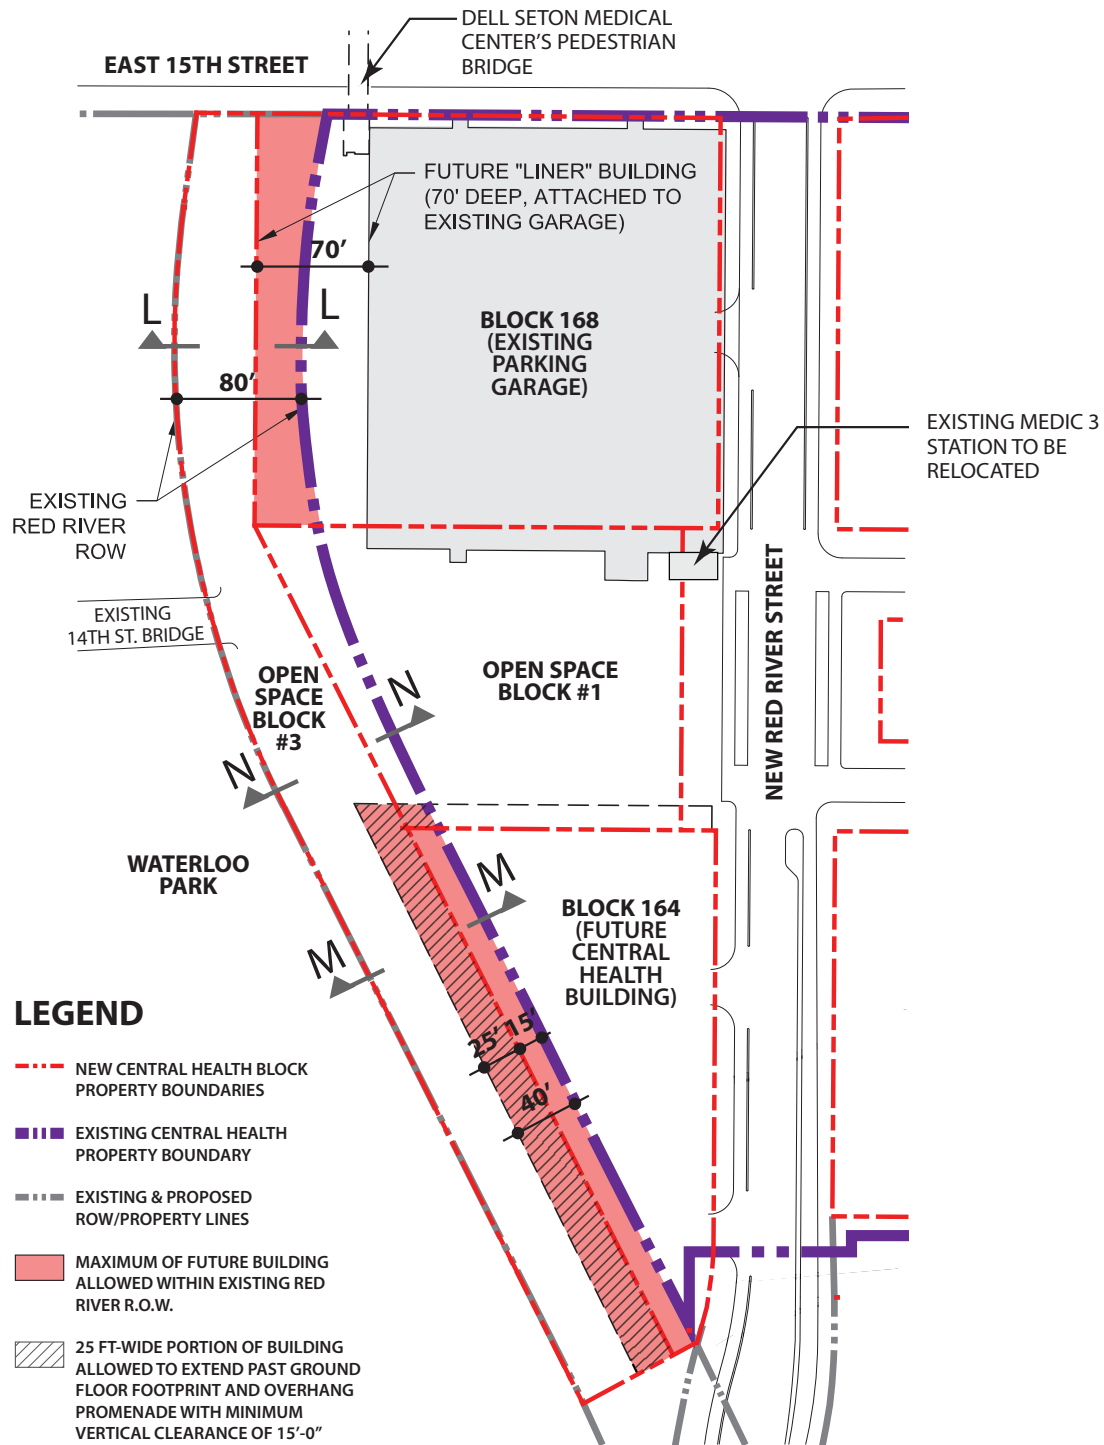 DELL SETON MEDICAL
CENTER'S PEDESTRIAN
BRIDGE
EAST 15TH STREET
FUTURE "LINER" BUILDING
(70' DEEP, ATTACHED TO
EXISTING GARAGE)
70'
L
L
BLOCK 168
(EXISTING
PARKING
GARAGE)
80'
EXISTING MEDIC 3
STATION TO BE
RELOCATED
EXISTING
RED RIVER
ROW
EXISTING
14TH ST. BRIDGE
NEW RED RIVER STREET
OPEN
SPACE
BLOCK
#3
OPEN SPACE
BLOCK #1
N
N
WATERLOO
PARK
M
M
BLOCK 164
(FUTURE
CENTRAL
HEALTH
BUILDING)
25' 15'
40'
LEGEND
NEW CENTRAL HEALTH BLOCK
PROPERTY BOUNDARIES
EXISTING CENTRAL HEALTH
PROPERTY BOUNDARY
EXISTING & PROPOSED
ROW/PROPERTY LINES
MAXIMUM OF FUTURE BUILDING
ALLOWED WITHIN EXISTING RED
RIVER R.O.W.
25 FT-WIDE PORTION OF BUILDING
ALLOWED TO EXTEND PAST GROUND
FLOOR FOOTPRINT AND OVERHANG
PROMENADE WITH MINIMUM
VERTICAL CLEARANCE OF 15'-0"